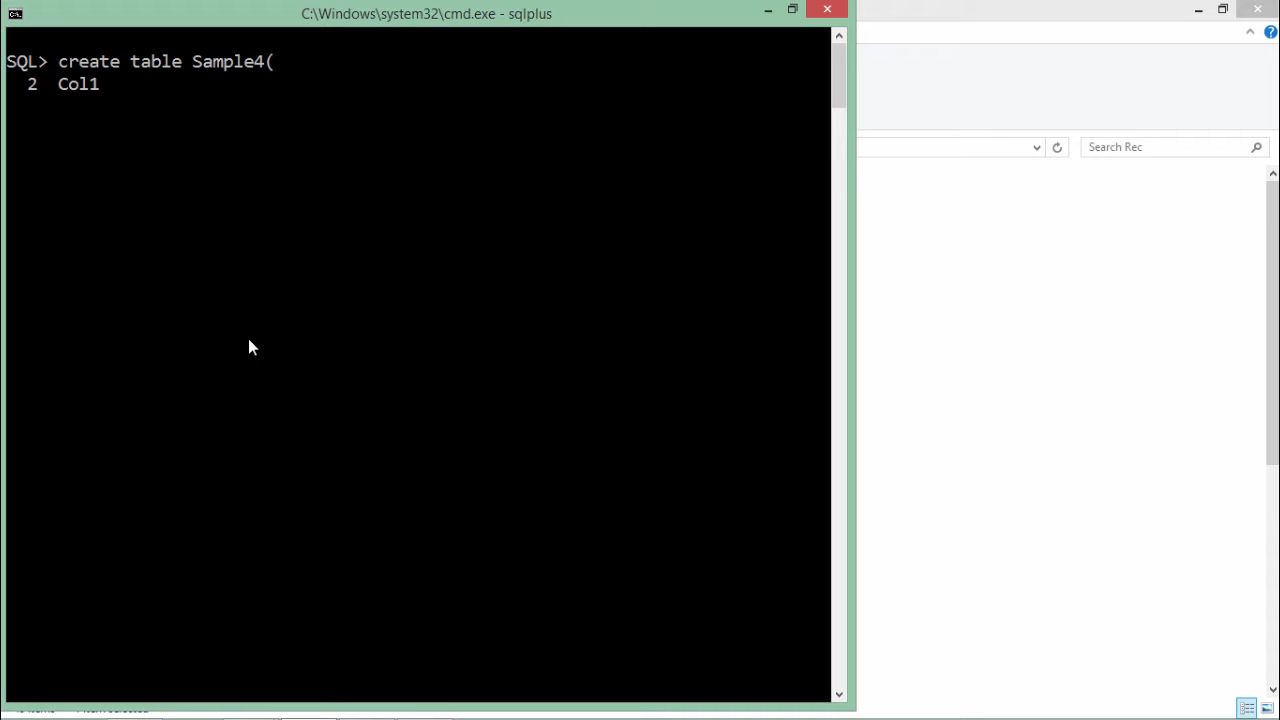 C:\Windows\system32\cmd.exe - sqlplus
SQL> create table Sample4(
2 Col1
Search Rec